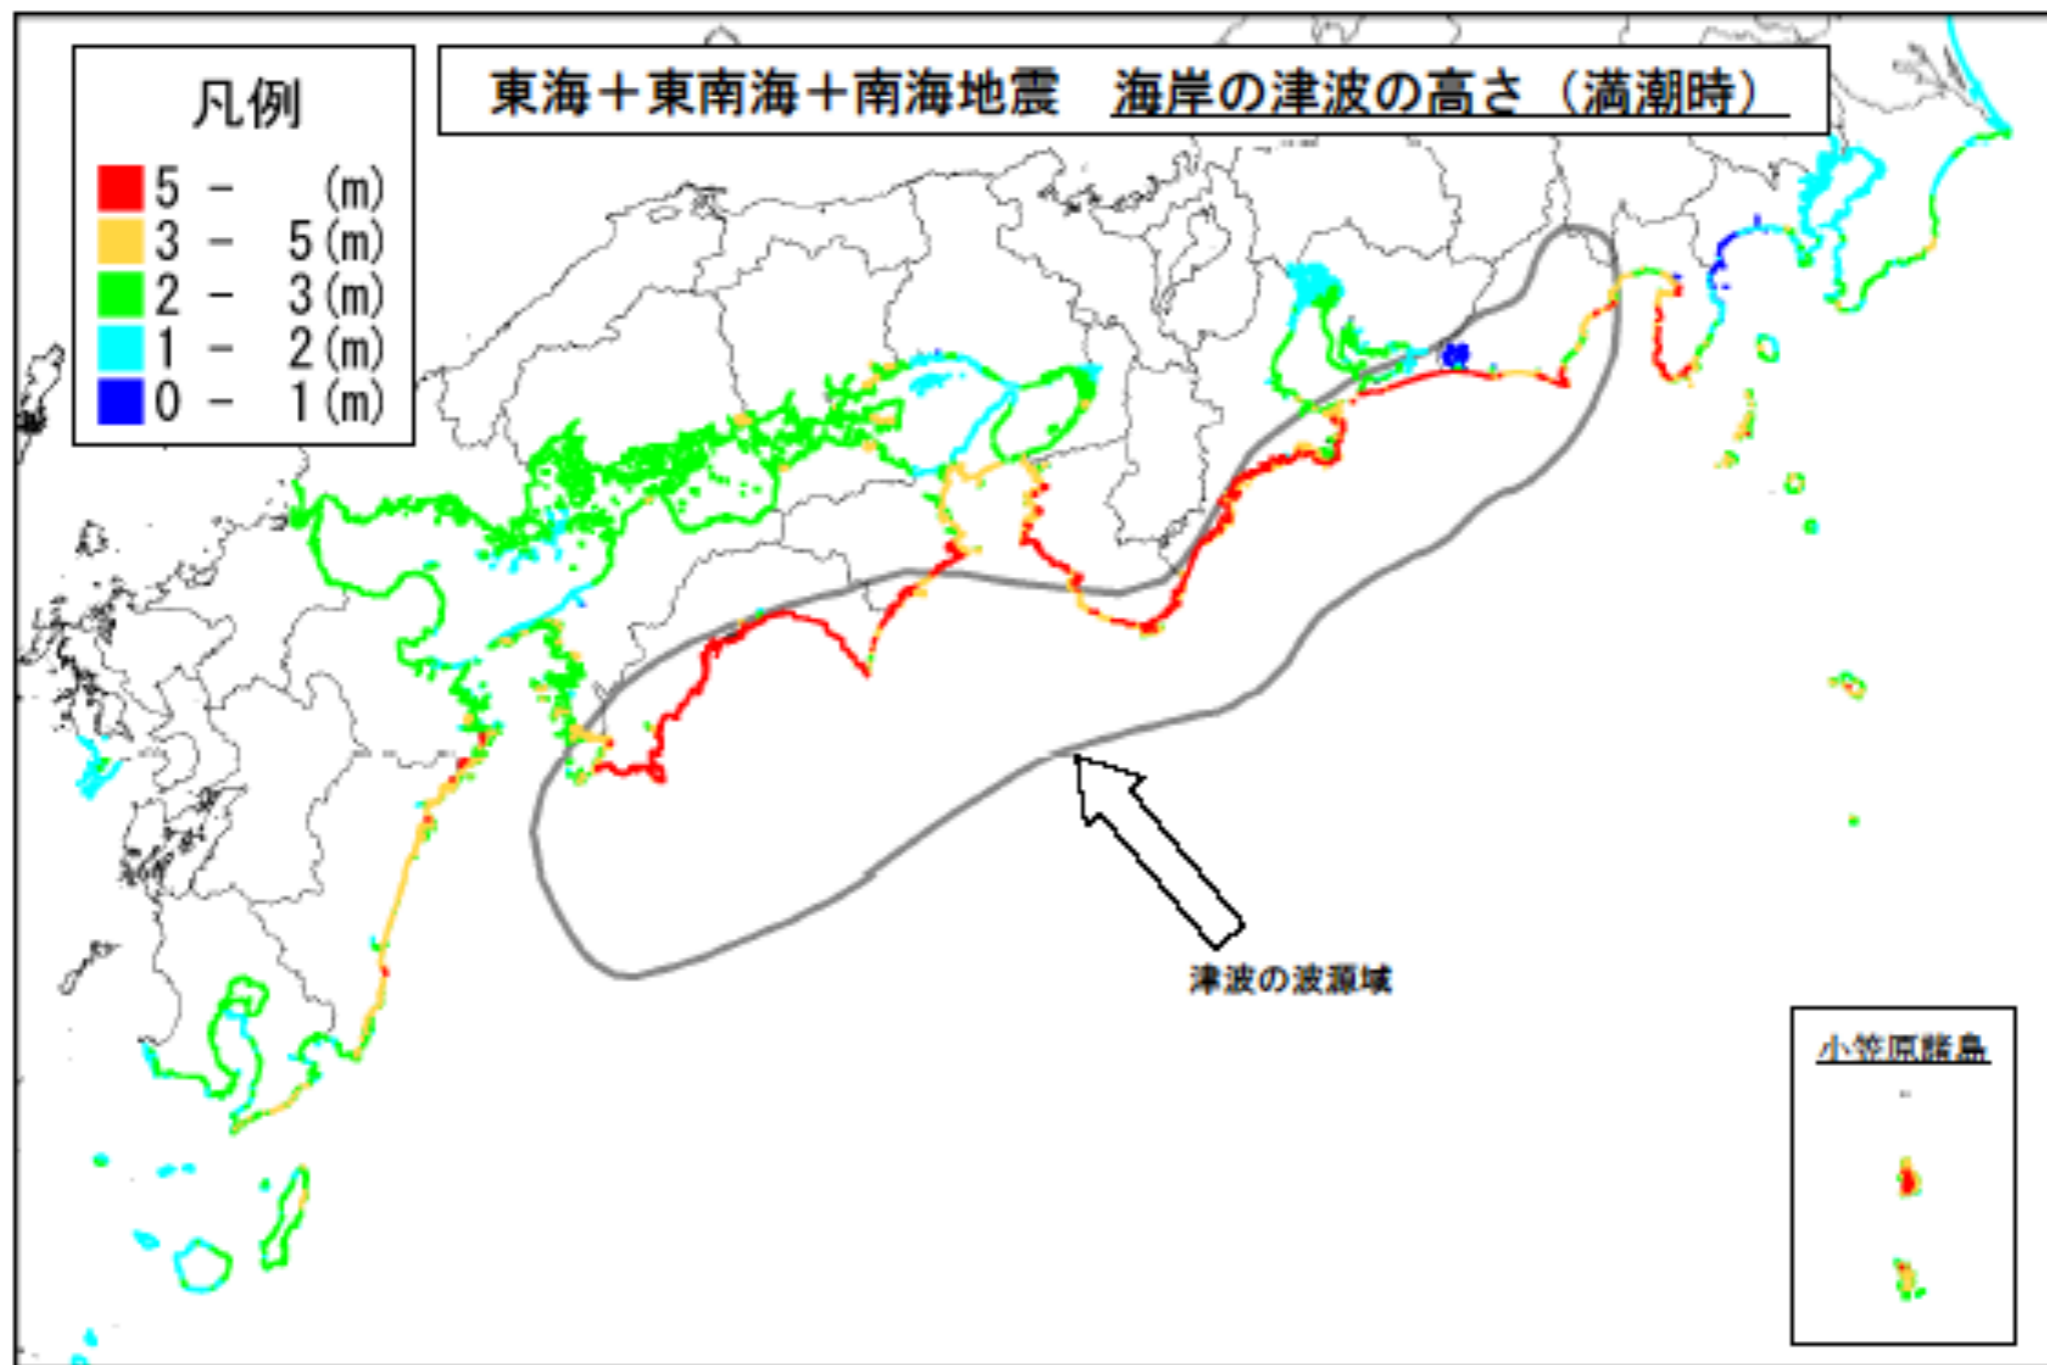 東海＋東南海＋南海地震　海岸の津波の高さ（満潮時）
凡例
5 － (m)
3 － 5(m)
2 － 3(m)
1 － 2(m)
0 － 1(m)
津波の波源域
小笠原諸島